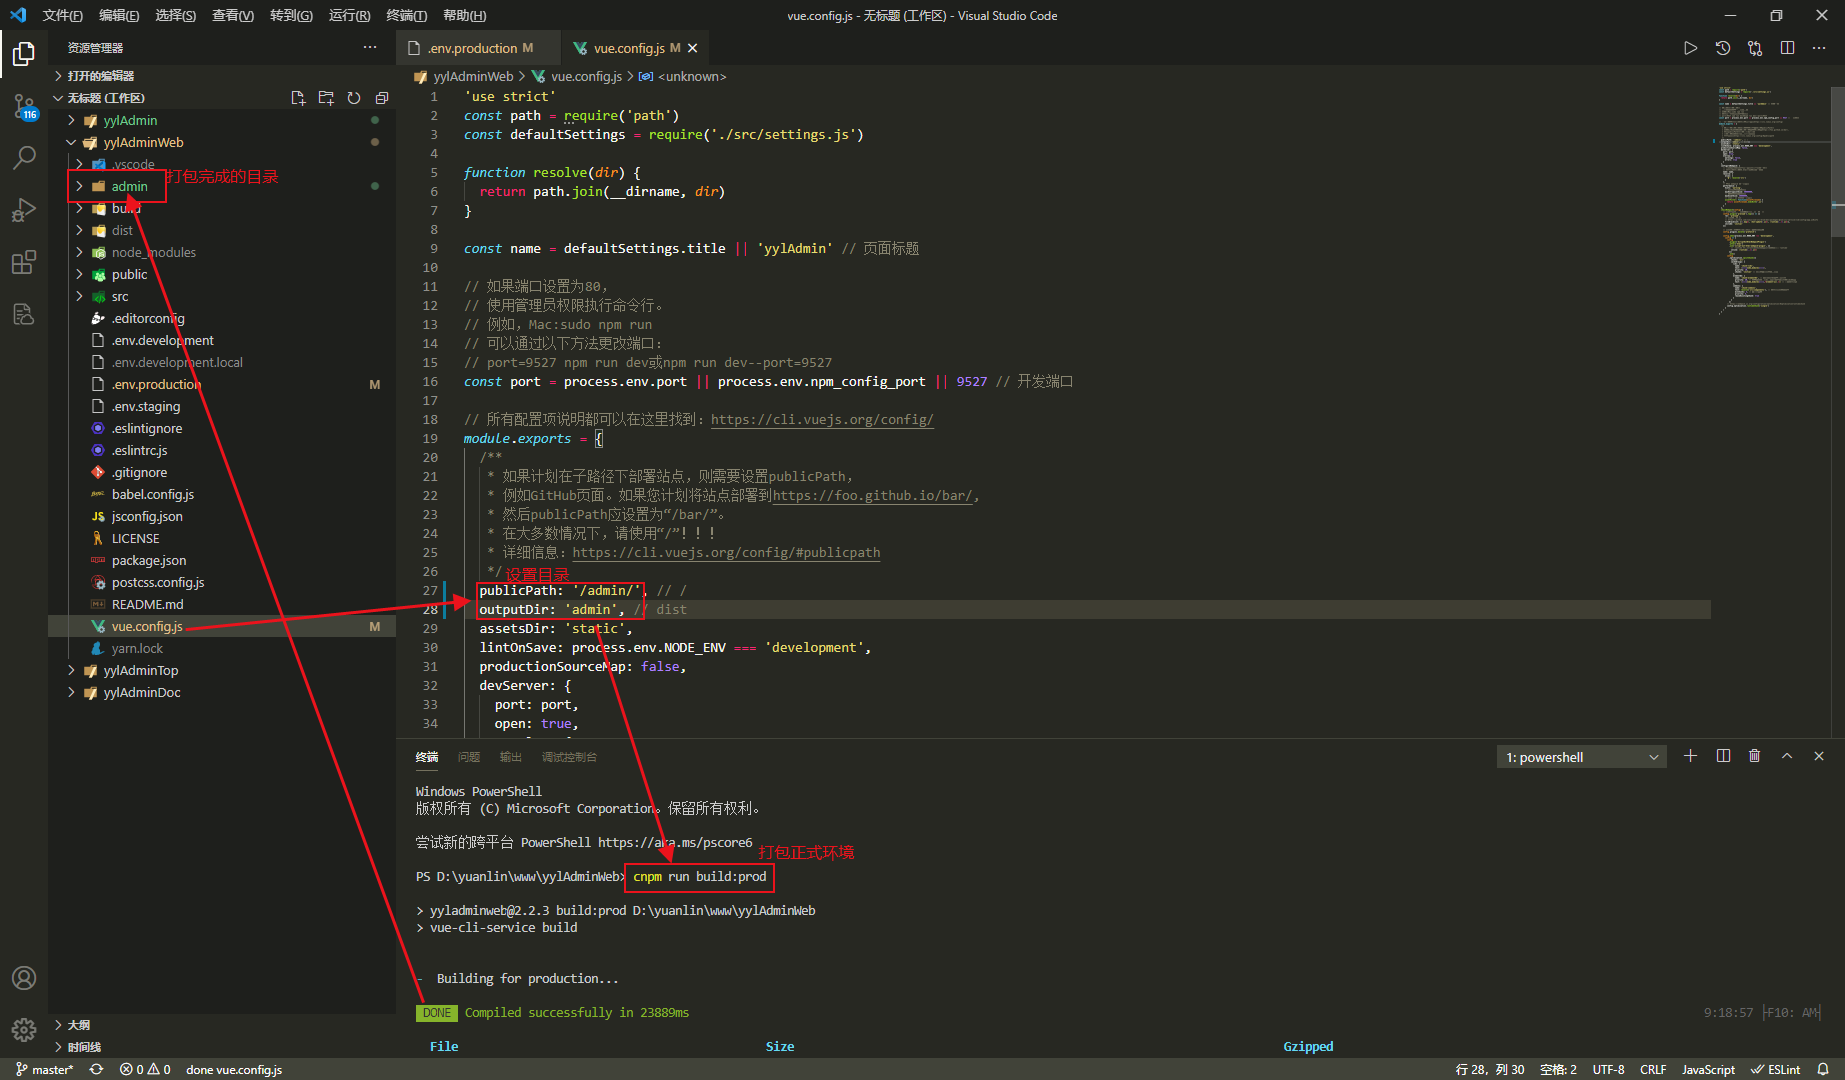 文件(F) 编辑(E) 选择(S) 查看(V) 转到(G) 运行(R) 终端(T) 帮助(H)
vue.config.js - 无标题 (工作区) - Visual Studio Code
资源管理器
打开的编辑器
无标题 (工作区)
116
yylAdmin
yylAdminWeb
.vscode
admin
打包完成的目录
build
dist
node_modules
public
src
.editorconfig
.env.development
.env.development.local
.env.production M
.env.staging
.eslintignore
.eslintrc.js
.gitignore
babel.config.js
jsconfig.json
LICENSE
package.json
postcss.config.js
README.md
vue.config.js M
yarn.lock
yylAdminTop
yylAdminDoc
大纲
时间线
.env.production M
vue.config.js M
yylAdminWeb > vue.config.js > <unknown>
1 'use strict'
2 const path = require('path')
3 const defaultSettings = require('./src/settings.js')
4
5 function resolve(dir) {
6 return path.join(__dirname, dir)
7 }
8
9 const name = defaultSettings.title || 'yylAdmin' // 页面标题
10
11 // 如果端口设置为80，
12 // 使用管理员权限执行命令行。
13 // 例如，Mac:sudo npm run
14 // 可以通过以下方法更改端口：
15 // port=9527 npm run dev或npm run dev--port=9527
16 const port = process.env.port || process.env.npm_config_port || 9527 // 开发端口
17
18 // 所有配置项说明都可以在这里找到：https://cli.vuejs.org/config/
19 module.exports = {
20 /**
21 * 如果计划在子路径下部署站点，则需要设置publicPath，
22 * 例如GitHub页面。如果您计划将站点部署到https://foo.github.io/bar/，
23 * 然后publicPath应设置为“/bar/”。
24 * 在大多数情况下，请使用“/”！！！
25 * 详细信息：https://cli.vuejs.org/config/#publicpath
26 */
设置目录
27 publicPath: '/admin/', // /
28 outputDir: 'admin', // dist
29 assetsDir: 'static',
30 lintOnSave: process.env.NODE_ENV === 'development',
31 productionSourceMap: false,
32 devServer: {
33 port: port,
34 open: true,
终端 问题 输出 调试控制台
1: powershell
Windows PowerShell
版权所有 (C) Microsoft Corporation。保留所有权利。
尝试新的跨平台 PowerShell https://aka.ms/pscore6
打包正式环境
PS D:\yuanlin\www\yylAdminWeb> cnpm run build:prod
> yyladminweb@2.2.3 build:prod D:\yuanlin\www\yylAdminWeb
> vue-cli-service build
- Building for production...
DONE Compiled successfully in 23889ms
9:18:57 ├F10: AM┤
File Size Gzipped
master* 0 0 done vue.config.js
行 28，列 30 空格: 2 UTF-8 CRLF JavaScript ESLint